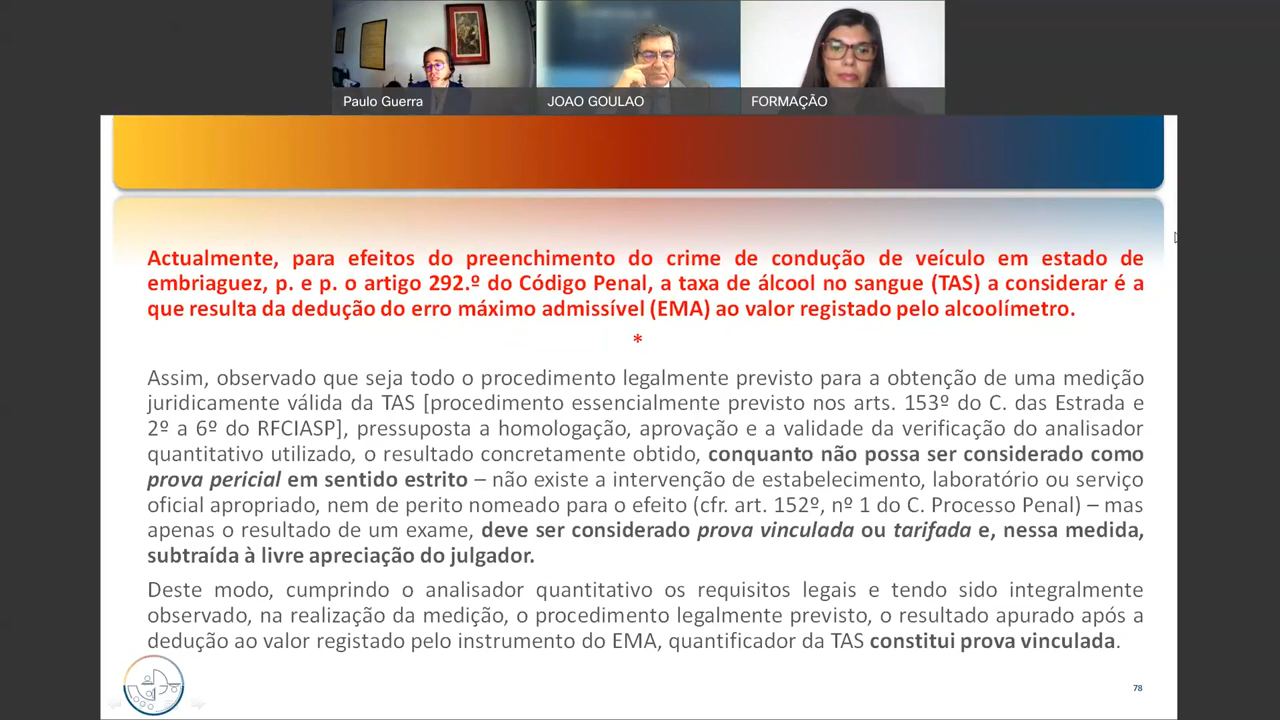 Paulo Guerra
JOAO GOULAO
FORMAÇÃO
Actualmente, para efeitos do preenchimento do crime de condução de veículo em estado de
embriaguez, p. e p. o artigo 292.º do Código Penal, a taxa de álcool no sangue (TAS) a considerar é a
que resulta da dedução do erro máximo admissível (EMA) ao valor registado pelo alcoolímetro.
*
Assim, observado que seja todo o procedimento legalmente previsto para a obtenção de uma medição
juridicamente válida da TAS [procedimento essencialmente previsto nos arts. 153º do C. das Estrada e
2º a 6º do RFCIASP], pressuposta a homologação, aprovação e a validade da verificação do analisador
quantitativo utilizado, o resultado concretamente obtido, conquanto não possa ser considerado como
prova pericial em sentido estrito – não existe a intervenção de estabelecimento, laboratório ou serviço
oficial apropriado, nem de perito nomeado para o efeito (cfr. art. 152º, nº 1 do C. Processo Penal) – mas
apenas o resultado de um exame, deve ser considerado prova vinculada ou tarifada e, nessa medida,
subtraída à livre apreciação do julgador.
Deste modo, cumprindo o analisador quantitativo os requisitos legais e tendo sido integralmente
observado, na realização da medição, o procedimento legalmente previsto, o resultado apurado após a
dedução ao valor registado pelo instrumento do EMA, quantificador da TAS constitui prova vinculada.
78